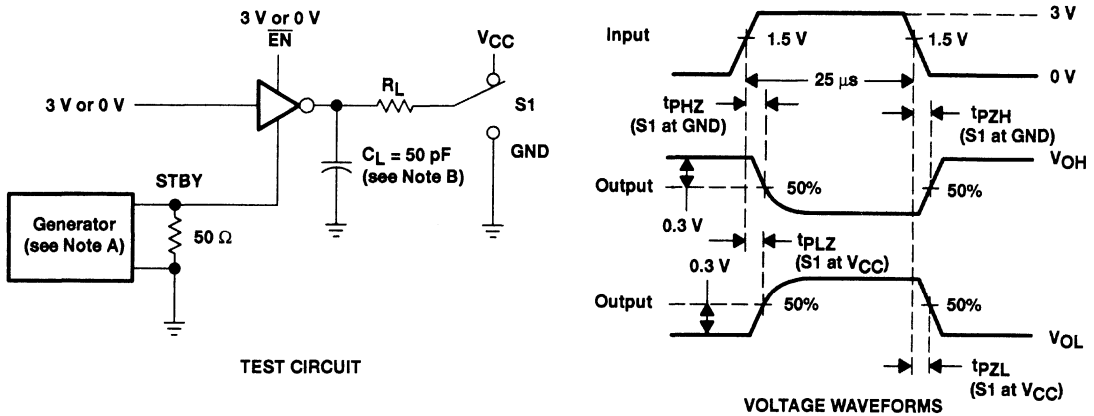 3 V or 0 V
EN
VCC
3 V or 0 V
RL
S1
CL = 50 pF
(see Note B)
GND
STBY
Generator
(see Note A)
50 Ω
TEST CIRCUIT
Input
3 V
1.5 V
1.5 V
0 V
25 μs
tPHZ
(S1 at GND)
tPZH
(S1 at GND)
VOH
Output
50%
50%
0.3 V
tPLZ
(S1 at VCC)
0.3 V
Output
50%
50%
VOL
tPZL
(S1 at VCC)
VOLTAGE WAVEFORMS